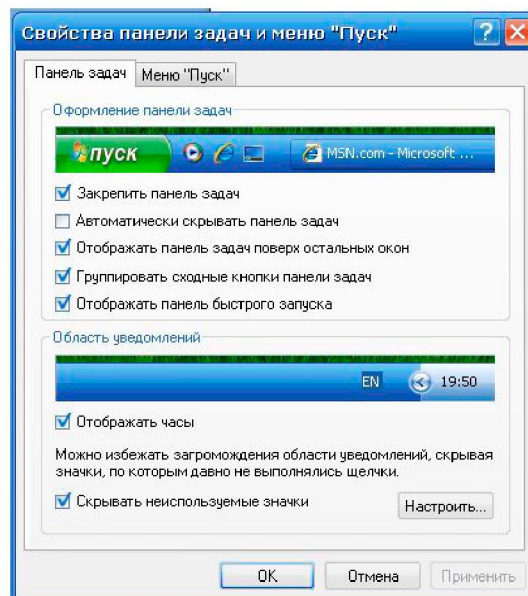 Свойства панели задач и меню "Пуск"
Панель задач Меню "Пуск"
Оформление панели задач
пуск MSN.com - Microsoft ...
Закрепить панель задач
Автоматически скрывать панель задач
Отображать панель задач поверх остальных окон
Группировать сходные кнопки панели задач
Отображать панель быстрого запуска
Область уведомлений
EN 19:50
Отображать часы
Можно избежать загромождения области уведомлений, скрывая
значки, по которым давно не выполнялись щелчки.
Скрывать неиспользуемые значки Настроить...
OK Отмена Применить